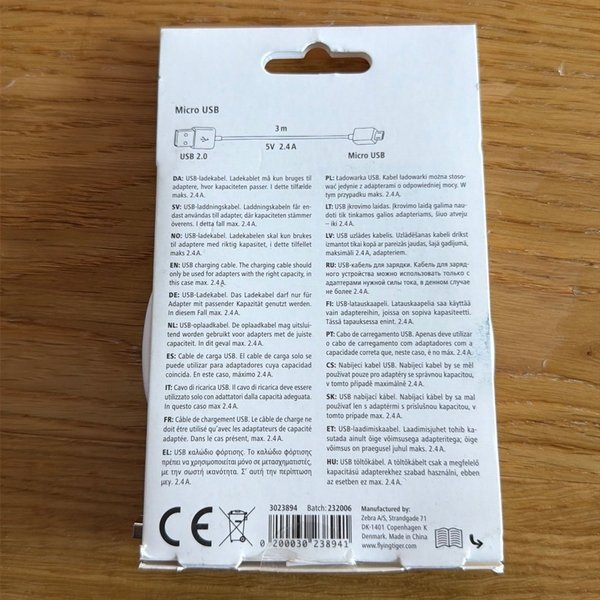 Micro USB
3 m
5V 2.4 A
USB 2.0
Micro USB
DA: USB-ladekabel. Ladekablet må kun bruges til
adaptere, hvor kapaciteten passer. I dette tilfælde
maks. 2.4 A.
SV: USB-laddningskabel. Laddningskabeln får en-
dast användas till adapter, där kapaciteten stämmer
överens. I detta fall max. 2.4 A.
NO: USB-ladekabel. Ladekabelen skal kun brukes
til adaptere med riktig kapasitet, i dette tilfellet
maks 2.4 A.
EN: USB charging cable. The charging cable should
only be used for adapters with the right capacity, in
this case max. 2.4 A.
DE: USB-Ladekabel. Das Ladekabel darf nur für
Adapter mit passender Kapazität genutzt werden.
In diesem Fall max. 2.4 A.
NL: USB-oplaadkabel. De oplaadkabel mag uitslui-
tend worden gebruikt voor adapters met de juiste
capaciteit. In dit geval max. 2.4 A.
ES: Cable de carga USB. El cable de carga solo se
puede utilizar para adaptadores cuya capacidad
coincida. En este caso, máximo 2.4 A.
IT: Cavo di ricarica USB. Il cavo di ricarica deve essere
utilizzato solo con adattatori dalla capacità adeguata.
In questo caso max 2.4 A.
FR: Câble de chargement USB. Le câble de charge ne
doit être utilisé qu'avec les adaptateurs de capacité
adaptée. Dans le cas présent, max. 2.4 A.
EL: USB καλώδιο φόρτισης. Το καλώδιο φόρτισης
πρέπει να χρησιμοποιείται μόνο σε μετασχηματιστές,
με την σωστή ικανότητα. Σ' αυτή την περίπτωση
μεγ. 2.4 A.
PL: Ładowarka USB. Kabel ładowarki można stoso-
wać jedynie z adapterami o odpowiedniej mocy. W
tym przypadku maks. 2.4 A.
LT: USB įkrovimo laidas. Įkrovimo laidą galima nau-
doti tik tinkamos galios adapteriams, šiuo atveju
– iki 2.4 A.
LV: USB uzlādes kabelis. Uzlādēšanas kabeli drīkst
izmantot tikai kopā ar pareizās jaudas, šajā gadījumā,
maksimāli 2.4 A. adapteriem.
RU: USB-кабель для зарядки. Кабель для заряд-
ного устройства можно использовать только с
адаптерами нужной силы тока, в данном случае
не более 2.4 A.
FI: USB-latauskaapeli. Latauskaapelia saa käyttää
vain adaptereihin, joissa on sopiva kapasiteetti.
Tässä tapauksessa enint. 2.4 A.
PT: Cabo de carregamento USB. Apenas deve utilizar
o cabo de carregamento com adaptadores com a
capacidade correta que, neste caso, é no máx. 2.4 A.
CS: Nabíjecí kabel USB. Nabíjecí kabel by se měl
používat pouze pro adaptéry se správnou kapacitou,
v tomto případě maximálně 2.4 A.
SK: USB nabíjací kábel. Nabíjací kábel by sa mal
používať len s adaptérmi s príslušnou kapacitou, v
tomto prípade max. 2.4 A.
ET: USB-laadimiskaabel. Laadimisjuhet tohib ka-
sutada ainult õige võimsusega adapteritega; õige
võimsus on praegusel juhul maks. 2.4 A.
HU: USB töltőkábel. A töltőkábelt csak a megfelelő
kapacitású adapterekhez szabad használni, ebben
az esetben ez max. 2.4 A.
CE
3023894 Batch: 232006
0 200030 238941
Manufactured by:
Zebra A/S, Strandgade 71
DK-1401 Copenhagen K
Denmark. Made in China
www.flyingtiger.com